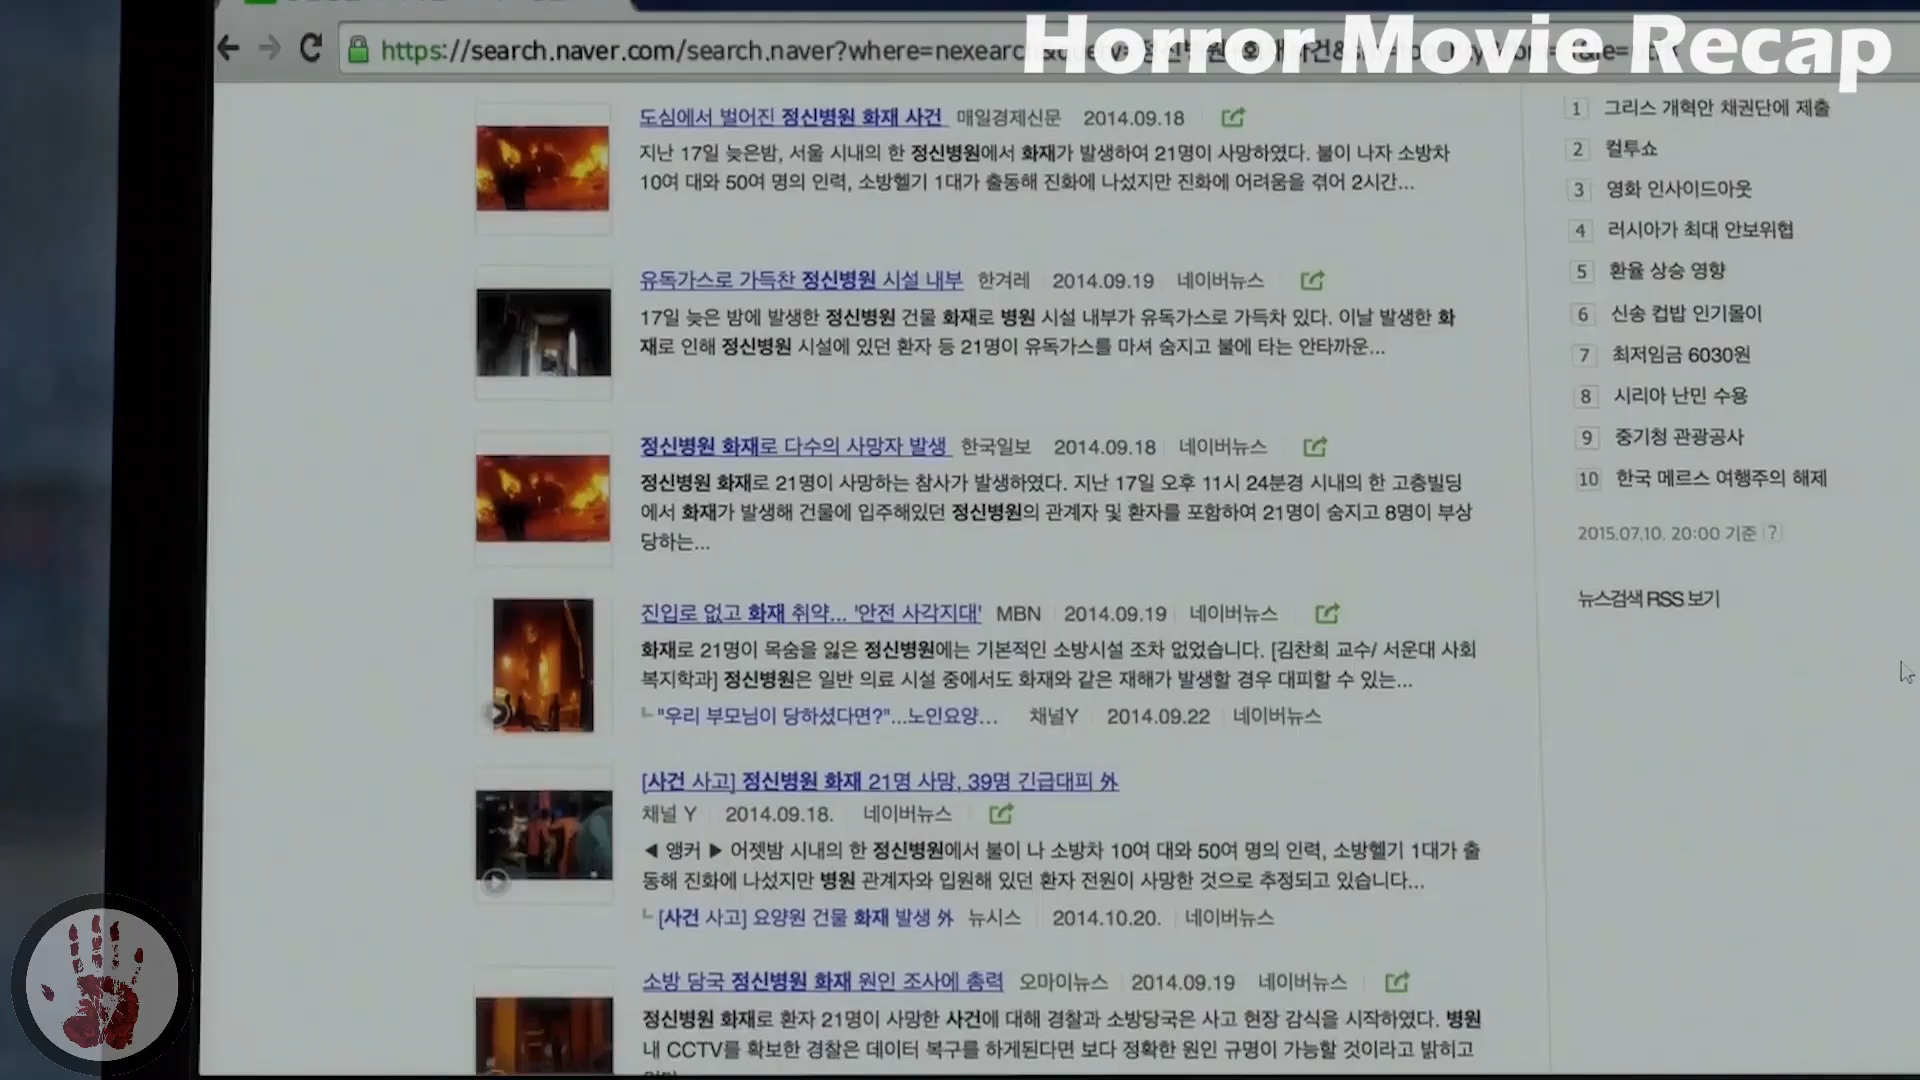 Horror Movie Recap
https://search.naver.com/search.naver?where=nexearc
도심에서 벌어진 정신병원 화재 사건 매일경제신문 2014.09.18
지난 17일 늦은밤, 서울 시내의 한 정신병원에서 화재가 발생하여 21명이 사망하였다. 불이 나자 소방차
10여 대와 50여 명의 인력, 소방헬기 1대가 출동해 진화에 나섰지만 진화에 어려움을 겪어 2시간...
유독가스로 가득찬 정신병원 시설 내부 한겨레 2014.09.19 네이버뉴스
17일 늦은 밤에 발생한 정신병원 건물 화재로 병원 시설 내부가 유독가스로 가득차 있다. 이날 발생한 화
재로 인해 정신병원 시설에 있던 환자 등 21명이 유독가스를 마셔 숨지고 불에 타는 안타까운...
정신병원 화재로 다수의 사망자 발생 한국일보 2014.09.18 네이버뉴스
정신병원 화재로 21명이 사망하는 참사가 발생하였다. 지난 17일 오후 11시 24분경 시내의 한 고층빌딩
에서 화재가 발생해 건물에 입주해있던 정신병원의 관계자 및 환자를 포함하여 21명이 숨지고 8명이 부상
당하는...
진입로 없고 화재 취약... '안전 사각지대' MBN 2014.09.19 네이버뉴스
화재로 21명이 목숨을 잃은 정신병원에는 기본적인 소방시설 조차 없었습니다. [김찬희 교수/ 서운대 사회
복지학과] 정신병원은 일반 의료 시설 중에서도 화재와 같은 재해가 발생할 경우 대피할 수 있는...
"우리 부모님이 당하셨다면?"...노인요양... 채널Y 2014.09.22 네이버뉴스
[사건 사고] 정신병원 화재 21명 사망, 39명 긴급대피 外
채널 Y 2014.09.18. 네이버뉴스
◀ 앵커 ▶ 어젯밤 시내의 한 정신병원에서 불이 나 소방차 10여 대와 50여 명의 인력, 소방헬기 1대가 출
동해 진화에 나섰지만 병원 관계자와 입원해 있던 환자 전원이 사망한 것으로 추정되고 있습니다...
[사건 사고] 요양원 건물 화재 발생 外 뉴시스 2014.10.20. 네이버뉴스
소방 당국 정신병원 화재 원인 조사에 총력 오마이뉴스 2014.09.19 네이버뉴스
정신병원 화재로 환자 21명이 사망한 사건에 대해 경찰과 소방당국은 사고 현장 감식을 시작하였다. 병원
내 CCTV를 확보한 경찰은 데이터 복구를 하게된다면 보다 정확한 원인 규명이 가능할 것이라고 밝히고
1 그리스 개혁안 채권단에 제출
2 컬투쇼
3 영화 인사이드아웃
4 러시아가 최대 안보위협
5 환율 상승 영향
6 신송 컵밥 인기몰이
7 최저임금 6030원
8 시리아 난민 수용
9 중기청 관광공사
10 한국 메르스 여행주의 해제
2015.07.10. 20:00 기준 ?
뉴스검색 RSS 보기